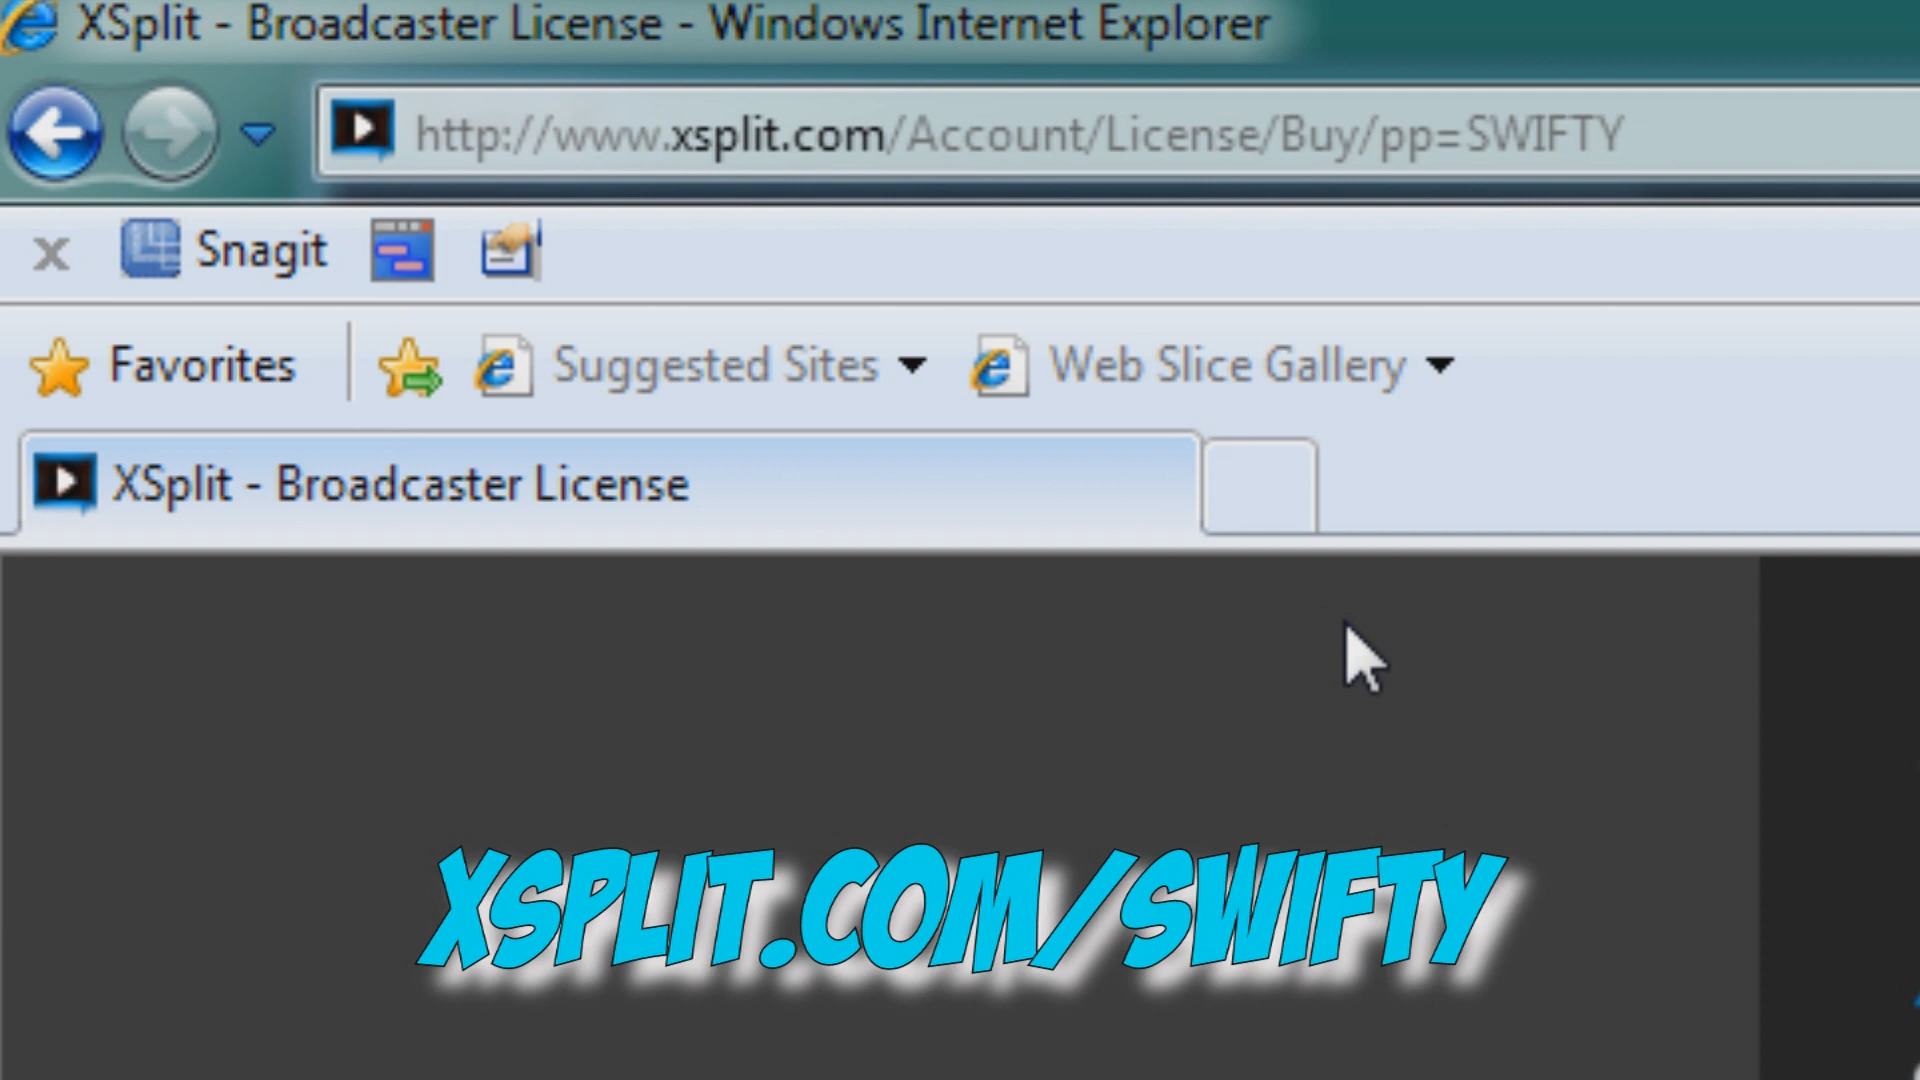 XSplit - Broadcaster License - Windows Internet Explorer
http://www.xsplit.com/Account/License/Buy/pp=SWIFTY
x Snagit
Favorites Suggested Sites Web Slice Gallery
XSplit - Broadcaster License
XSPLIT.COM/SWIFTY